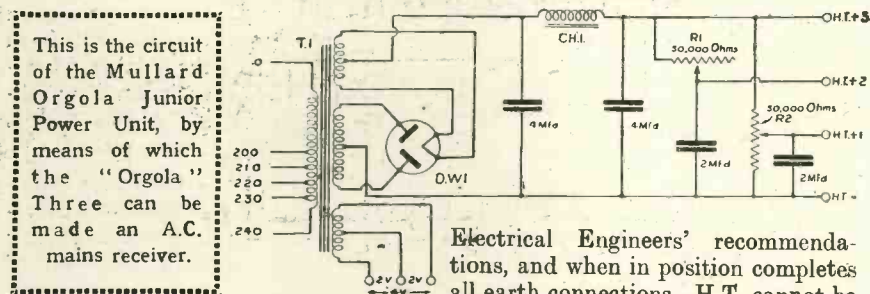 This is the circuit
of the Mullard
Orgola Junior
Power Unit, by
means of which
the "Orgola"
Three can be
made an A.C.
mains receiver.
T.1
0
200
210
220
230
240
D.W.1
2V 2V
4 Mfd
CH.1.
4 Mfd
R1
50,000 Ohms
2 Mfd
50,000 Ohms
R2
2 Mfd
H.T.+3
H.T.+2
H.T.+1
H.T.-
Electrical Engineers' recommenda-
tions, and when in position completes
all earth connections. H.T. cannot be